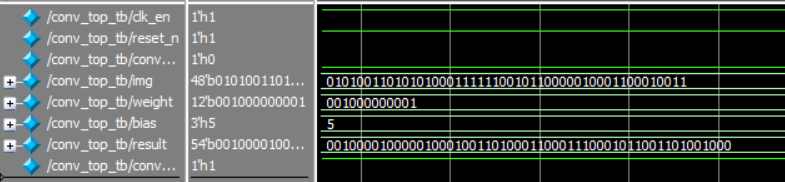 /conv_top_tb/clk_en 1'h1
/conv_top_tb/reset_n 1'h1
/conv_top_tb/conv... 1'h0
/conv_top_tb/img 48'b0101001101... 010100110101010001111110010110000010001100010011
/conv_top_tb/weight 12'b001000000001 001000000001
/conv_top_tb/bias 3'h5 5
/conv_top_tb/result 54'b0010000100... 001000010000010001001101000110001110001011001101001000
/conv_top_tb/conv... 1'h1